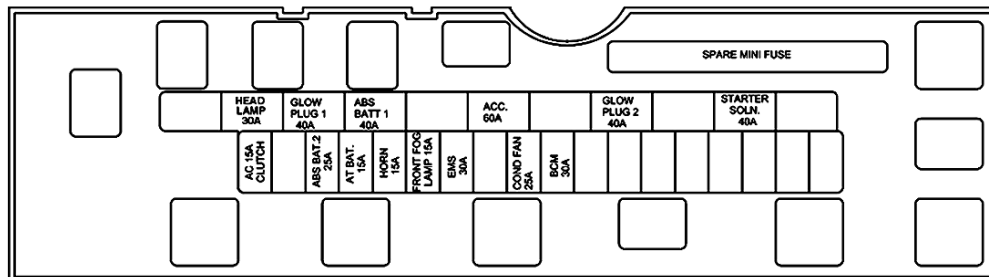 SPARE MINI FUSE
HEAD
LAMP
30A
GLOW
PLUG 1
40A
ABS
BATT 1
40A
ACC.
60A
GLOW
PLUG 2
40A
STARTER
SOLN.
40A
AC 15A
CLUTCH
ABS BAT.2
25A
AT BAT.
15A
HORN
15A
FRONT FOG
LAMP 15A
EMS
30A
COND FAN
25A
BCM
30A